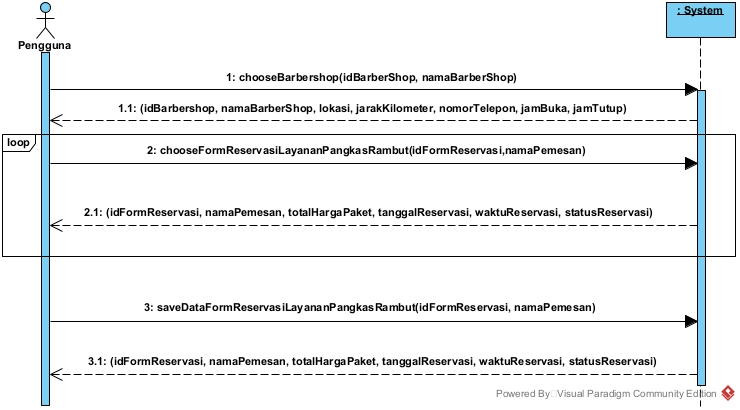 : System
Pengguna
1: chooseBarbershop(idBarberShop, namaBarberShop)
1.1: (idBarbershop, namaBarberShop, lokasi, jarakKilometer, nomorTelepon, jamBuka, jamTutup)
loop
2: chooseFormReservasiLayananPangkasRambut(idFormReservasi,namaPemesan)
2.1: (idFormReservasi, namaPemesan, totalHargaPaket, tanggalReservasi, waktuReservasi, statusReservasi)
3: saveDataFormReservasiLayananPangkasRambut(idFormReservasi, namaPemesan)
3.1: (idFormReservasi, namaPemesan, totalHargaPaket, tanggalReservasi, waktuReservasi, statusReservasi)
Powered By Visual Paradigm Community Edition